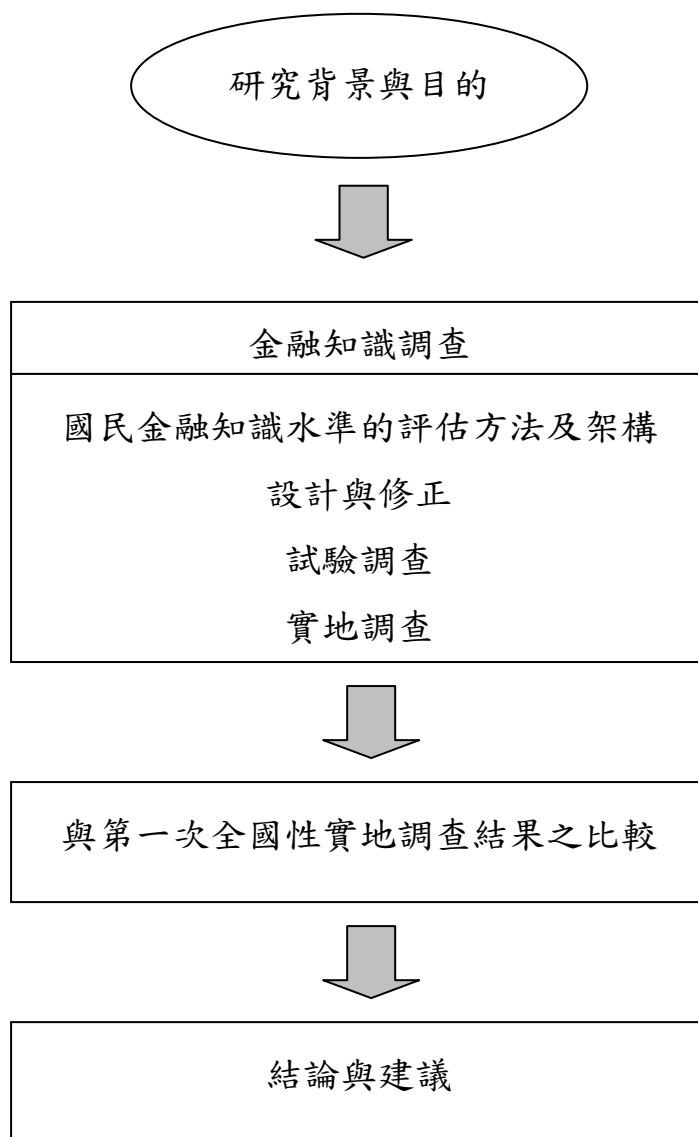 研究背景與目的
金融知識調查
國民金融知識水準的評估方法及架構
設計與修正
試驗調查
實地調查
與第一次全國性實地調查結果之比較
結論與建議